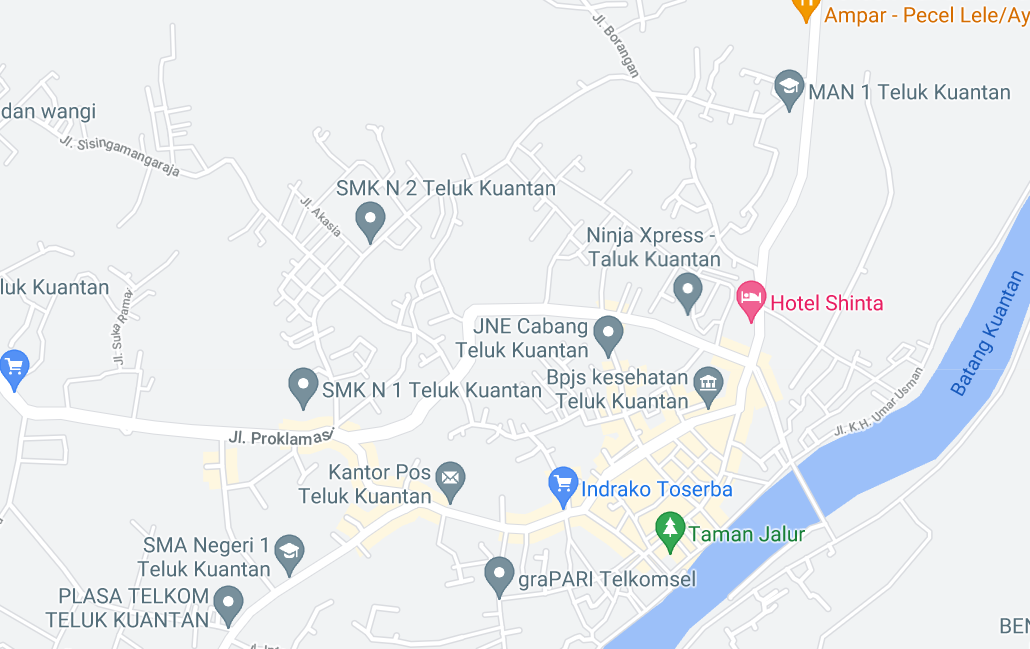 Ampar - Pecel Lele/Ay
Jl. Borangan
MAN 1 Teluk Kuantan
dan wangi
Jl. Sisingamangaraja
SMK N 2 Teluk Kuantan
Jl. Akasia
Ninja Xpress -
Taluk Kuantan
luk Kuantan
Hotel Shinta
Batang Kuantan
Jl. Suka Ramai
JNE Cabang
Teluk Kuantan
Bpjs kesehatan
Teluk Kuantan
SMK N 1 Teluk Kuantan
Jl. K.H. Umar Usman
Jl. Proklamasi
Kantor Pos
Teluk Kuantan
Indrako Toserba
Taman Jalur
SMA Negeri 1
Teluk Kuantan
graPARI Telkomsel
PLASA TELKOM
TELUK KUANTAN
BEN